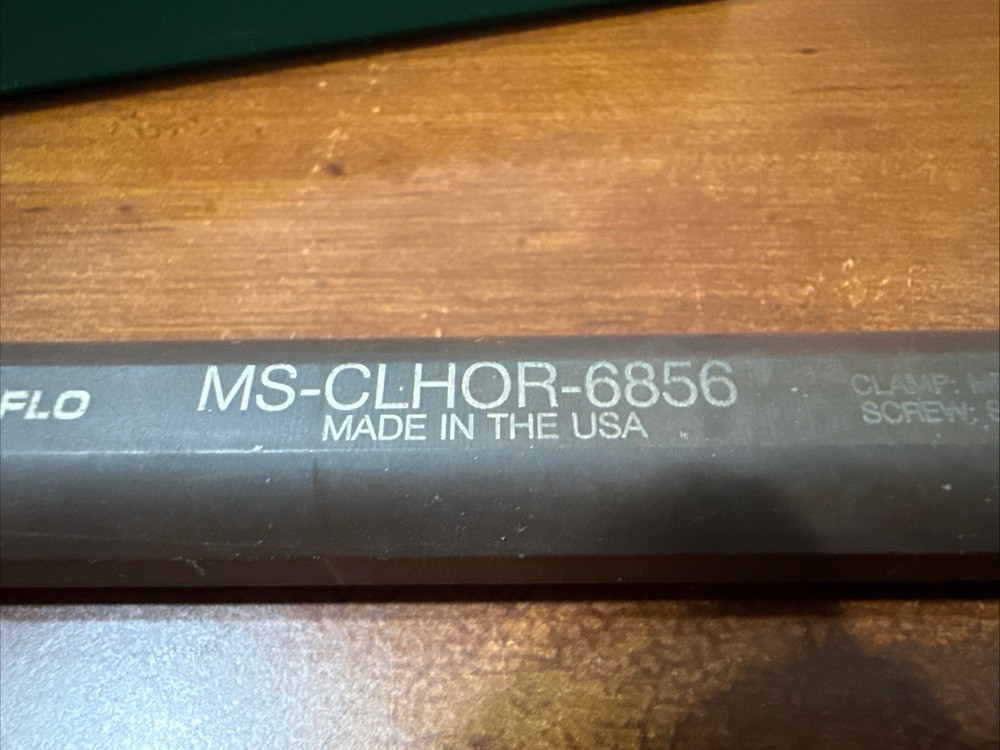 FLO
MS-CLHOR-6856
MADE IN THE USA
CLAMP:
SCREW: